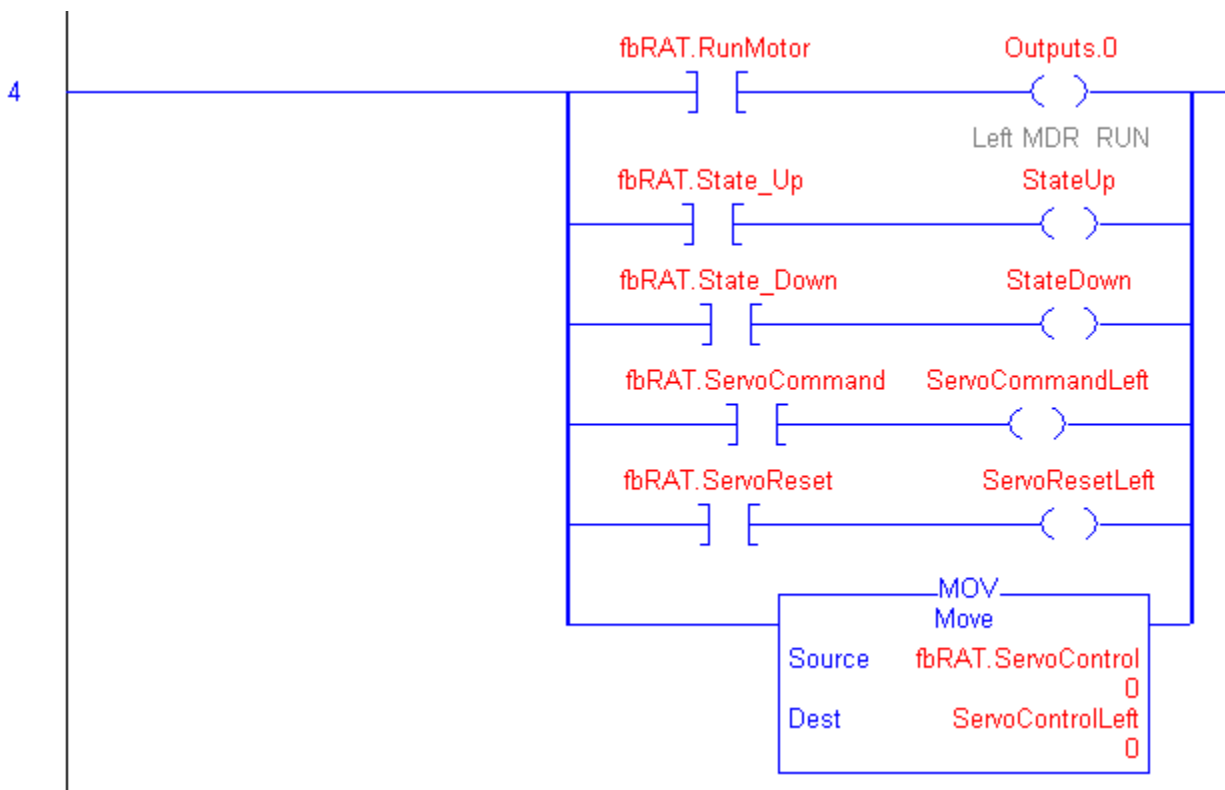 fbRAT.RunMotor Outputs.0
4
Left MDR RUN
fbRAT.State_Up StateUp
fbRAT.State_Down StateDown
fbRAT.ServoCommand ServoCommandLeft
fbRAT.ServoReset ServoResetLeft
MOV
Move
Source fbRAT.ServoControl
0
Dest ServoControlLeft
0